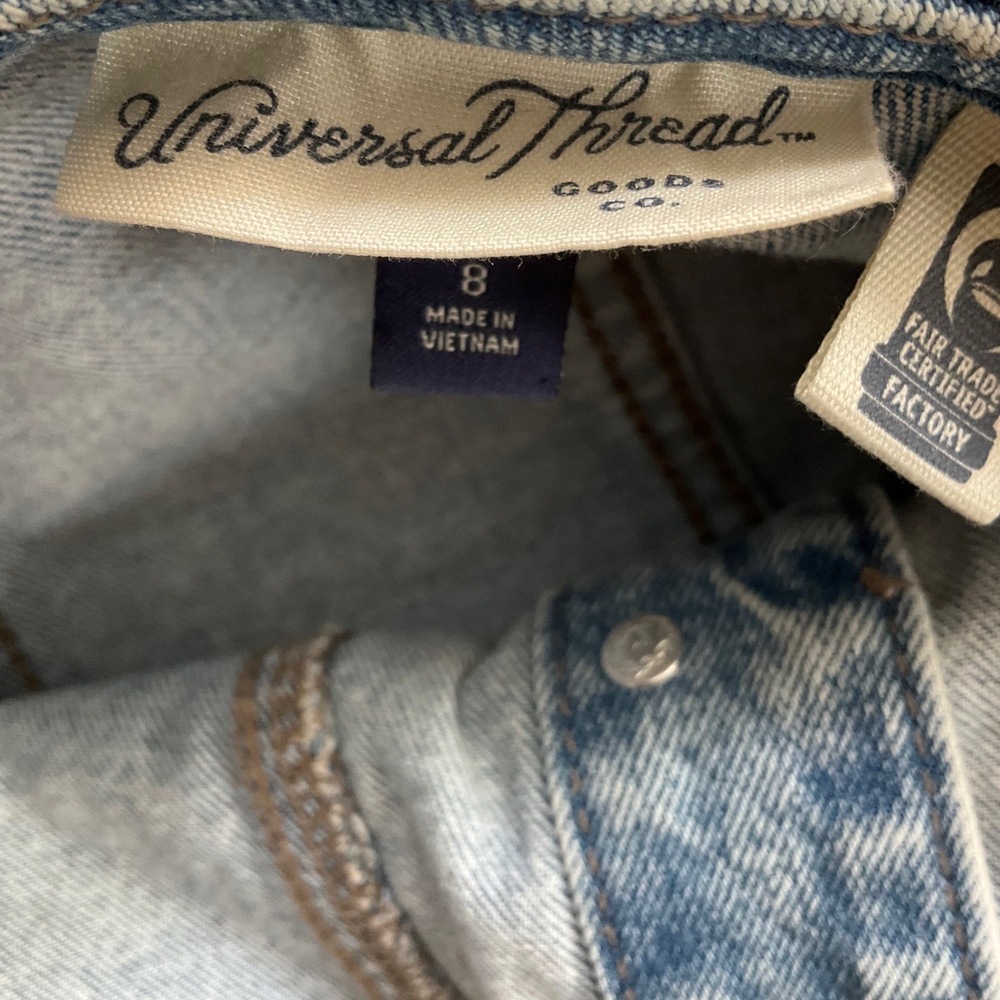 Universal Thread™
GOODS
CO.
8
MADE IN
VIETNAM
FAIR TRADE
CERTIFIED™
FACTORY